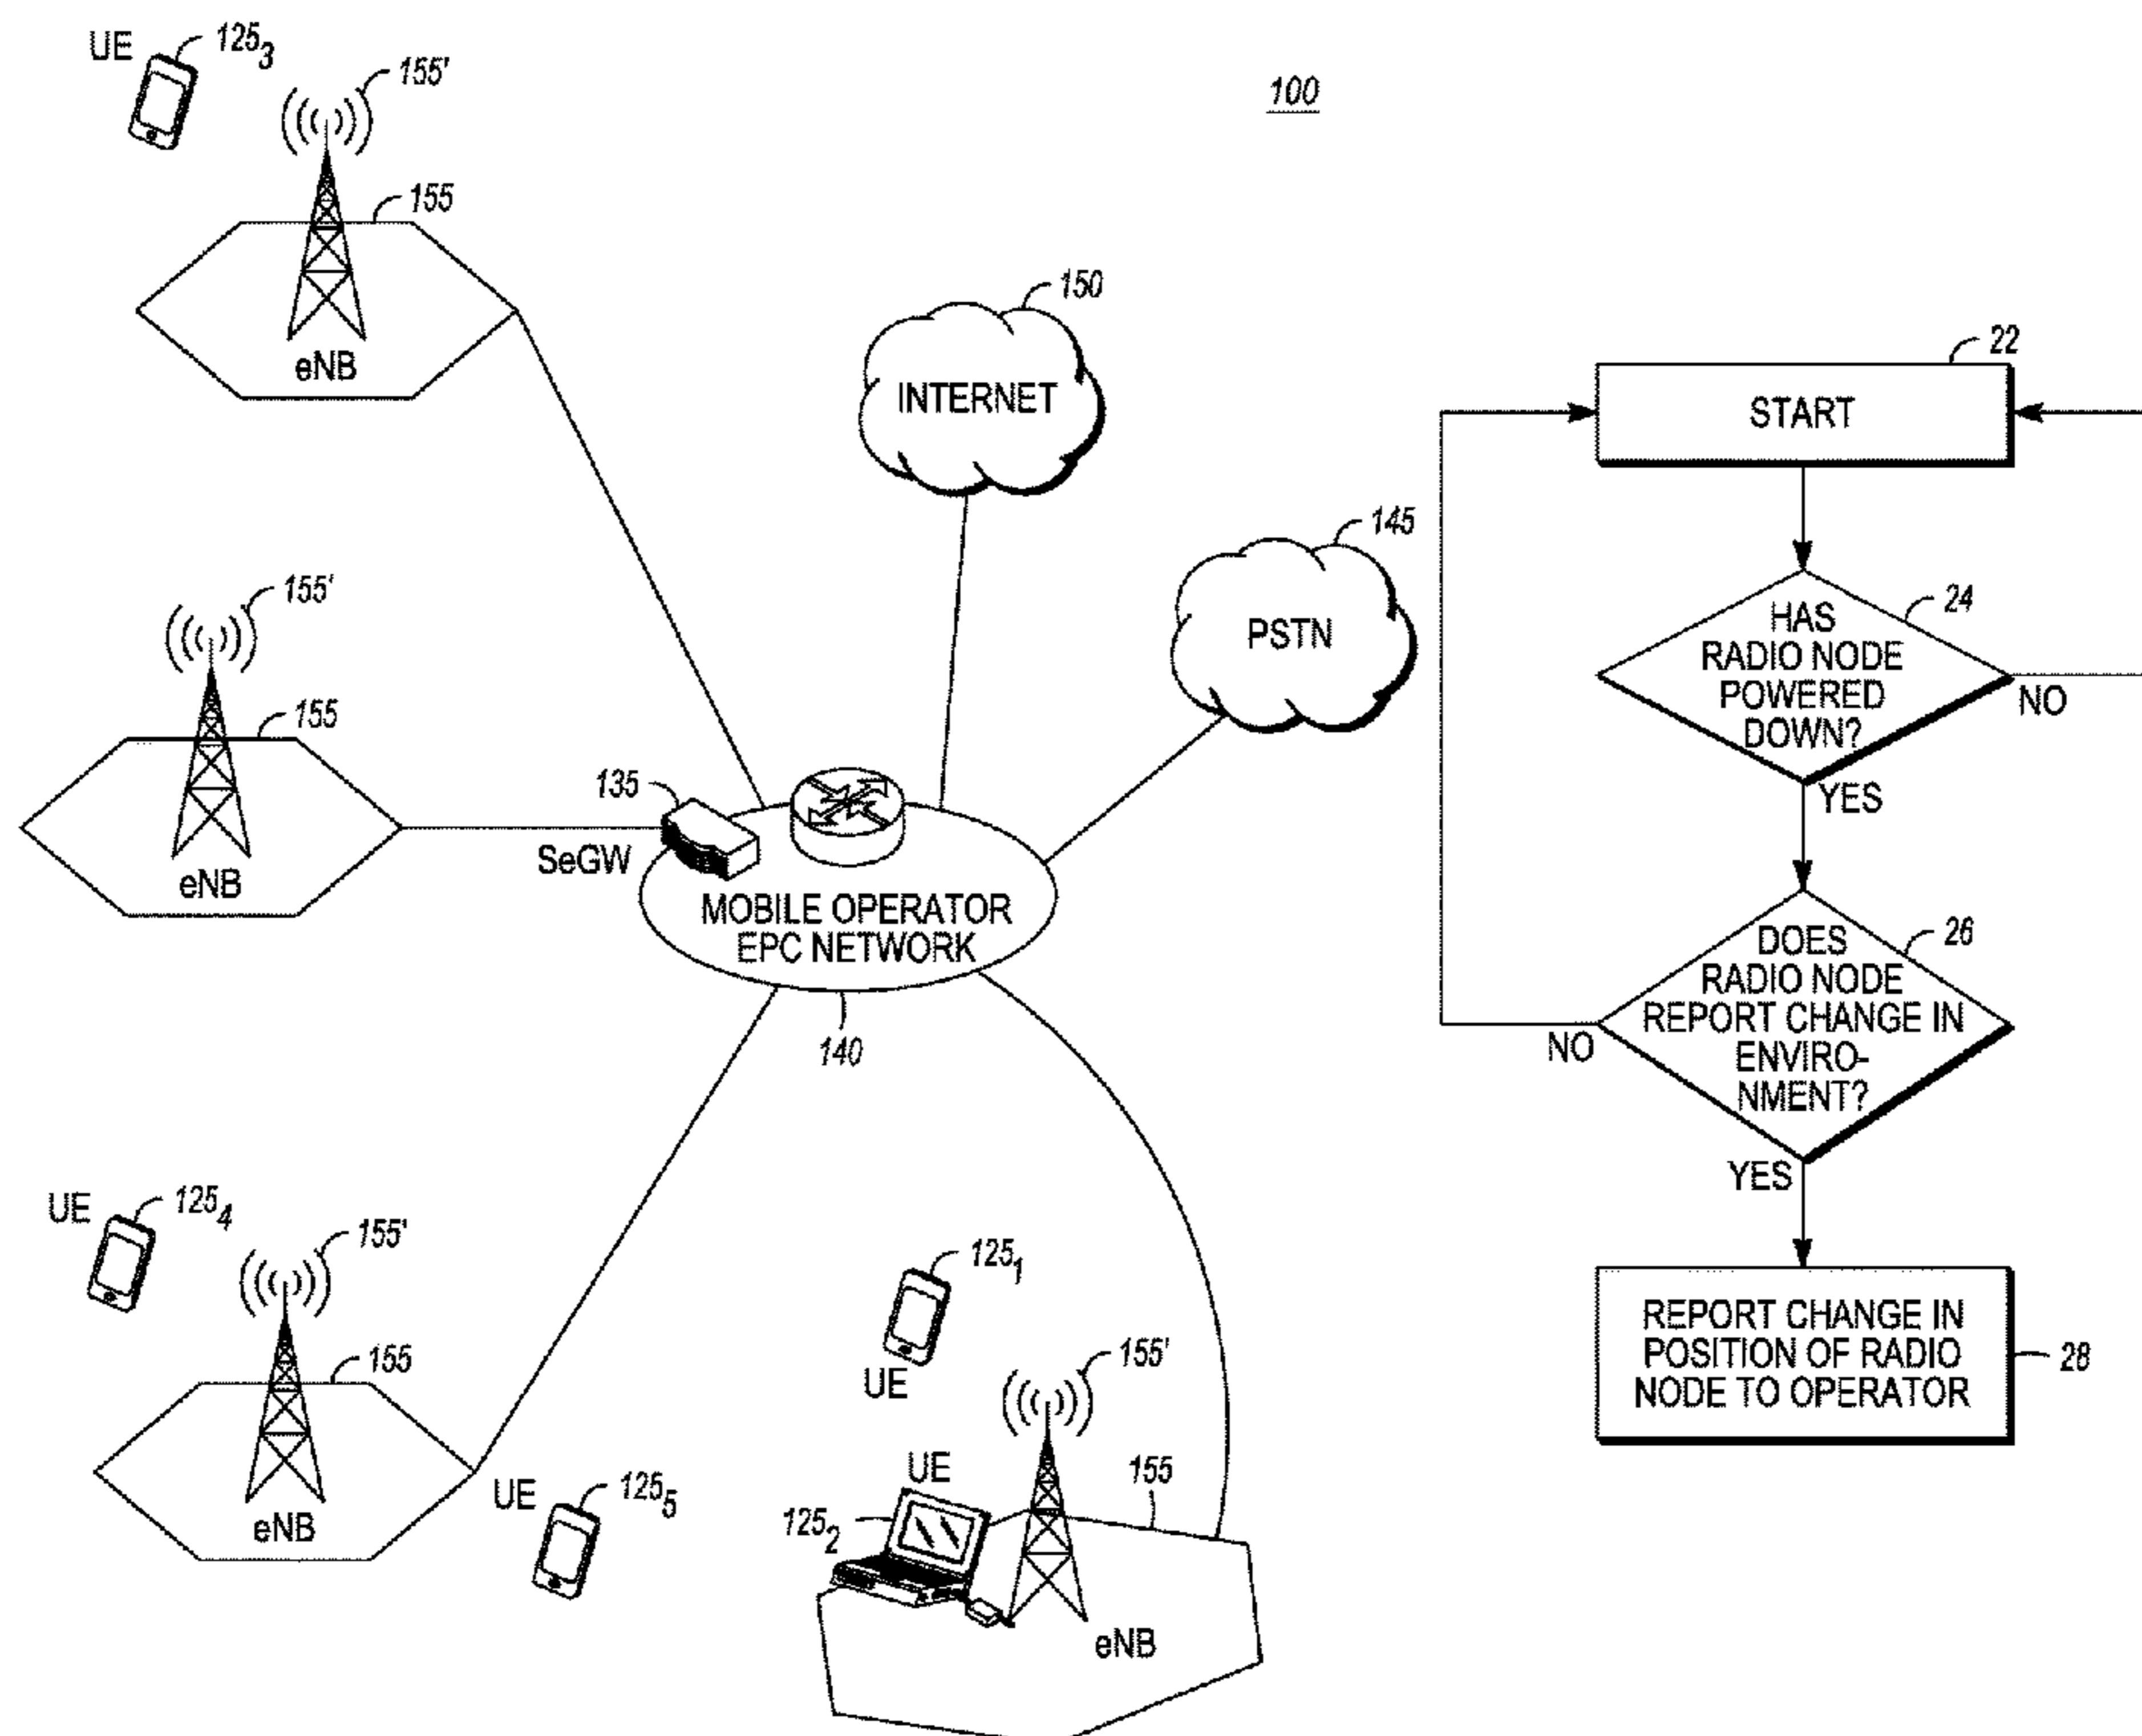 100
UE
125₃
155'
155
eNB
155'
155
eNB
150
INTERNET
145
PSTN
135
SeGW
MOBILE OPERATOR
EPC NETWORK
140
UE
125₄
155'
155
eNB
UE
125₅
125₁
UE
155'
UE
155
125₂
eNB
22
START
24
HAS
RADIO NODE
POWERED
DOWN?
NO
YES
26
DOES
RADIO NODE
REPORT CHANGE IN
ENVIRO-
NMENT?
NO
YES
REPORT CHANGE IN
POSITION OF RADIO
NODE TO OPERATOR
28